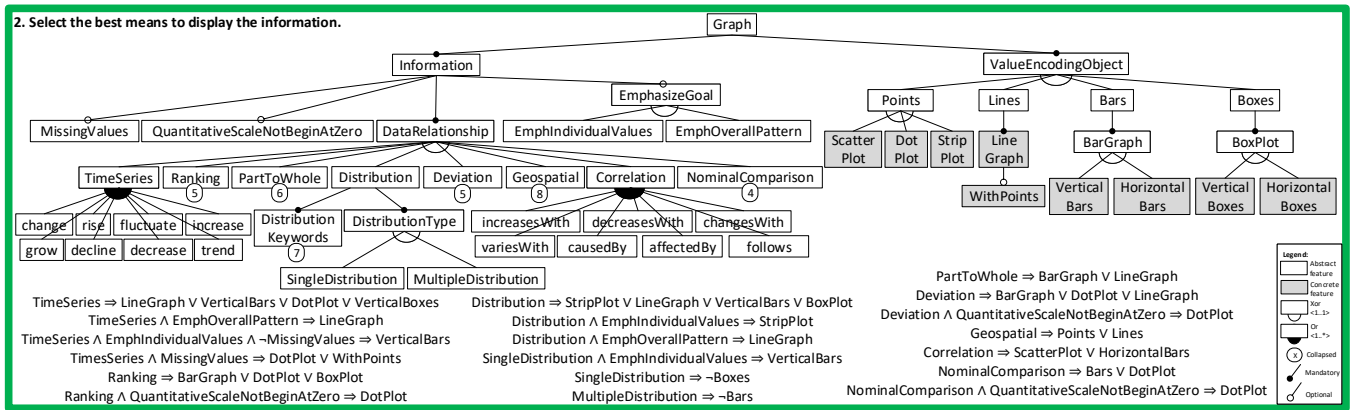 2. Select the best means to display the information.
Graph
Information
ValueEncodingObject
EmphasizeGoal
Points
Lines
Bars
Boxes
MissingValues
QuantitativeScaleNotBeginAtZero
DataRelationship
EmphIndividualValues
EmphOverallPattern
Scatter
Plot
Dot
Plot
Strip
Plot
Line
Graph
BarGraph
BoxPlot
TimeSeries
Ranking
5
PartToWhole
6
Distribution
Deviation
5
Geospatial
8
Correlation
NominalComparison
4
WithPoints
Vertical
Bars
Horizontal
Bars
Vertical
Boxes
Horizontal
Boxes
change
rise
fluctuate
increase
grow
decline
decrease
trend
Distribution
Keywords
7
DistributionType
increasesWith
decreasesWith
changesWith
variesWith
causedBy
affectedBy
follows
SingleDistribution
MultipleDistribution
TimeSeries ⇒ LineGraph V VerticalBars V DotPlot V VerticalBoxes
TimeSeries Λ EmphOverallPattern ⇒ LineGraph
TimeSeries Λ EmphIndividualValues Λ ¬MissingValues ⇒ VerticalBars
TimesSeries Λ MissingValues ⇒ DotPlot V WithPoints
Ranking ⇒ BarGraph V DotPlot V BoxPlot
Ranking Λ QuantitativeScaleNotBeginAtZero ⇒ DotPlot
Distribution ⇒ StripPlot V LineGraph V VerticalBars V BoxPlot
Distribution Λ EmphIndividualValues ⇒ StripPlot
Distribution Λ EmphOverallPattern ⇒ LineGraph
SingleDistribution Λ EmphIndividualValues ⇒ VerticalBars
SingleDistribution ⇒ ¬Boxes
MultipleDistribution ⇒ ¬Bars
PartToWhole ⇒ BarGraph V LineGraph
Deviation ⇒ BarGraph V DotPlot V LineGraph
Deviation Λ QuantitativeScaleNotBeginAtZero ⇒ DotPlot
Geospatial ⇒ Points V Lines
Correlation ⇒ ScatterPlot V HorizontalBars
NominalComparison ⇒ Bars V DotPlot
NominalComparison Λ QuantitativeScaleNotBeginAtZero ⇒ DotPlot
Legend:
Abstract
feature
Concrete
feature
Xor
<1..1>
Or
<1..*>
x
Collapsed
Mandatory
Optional